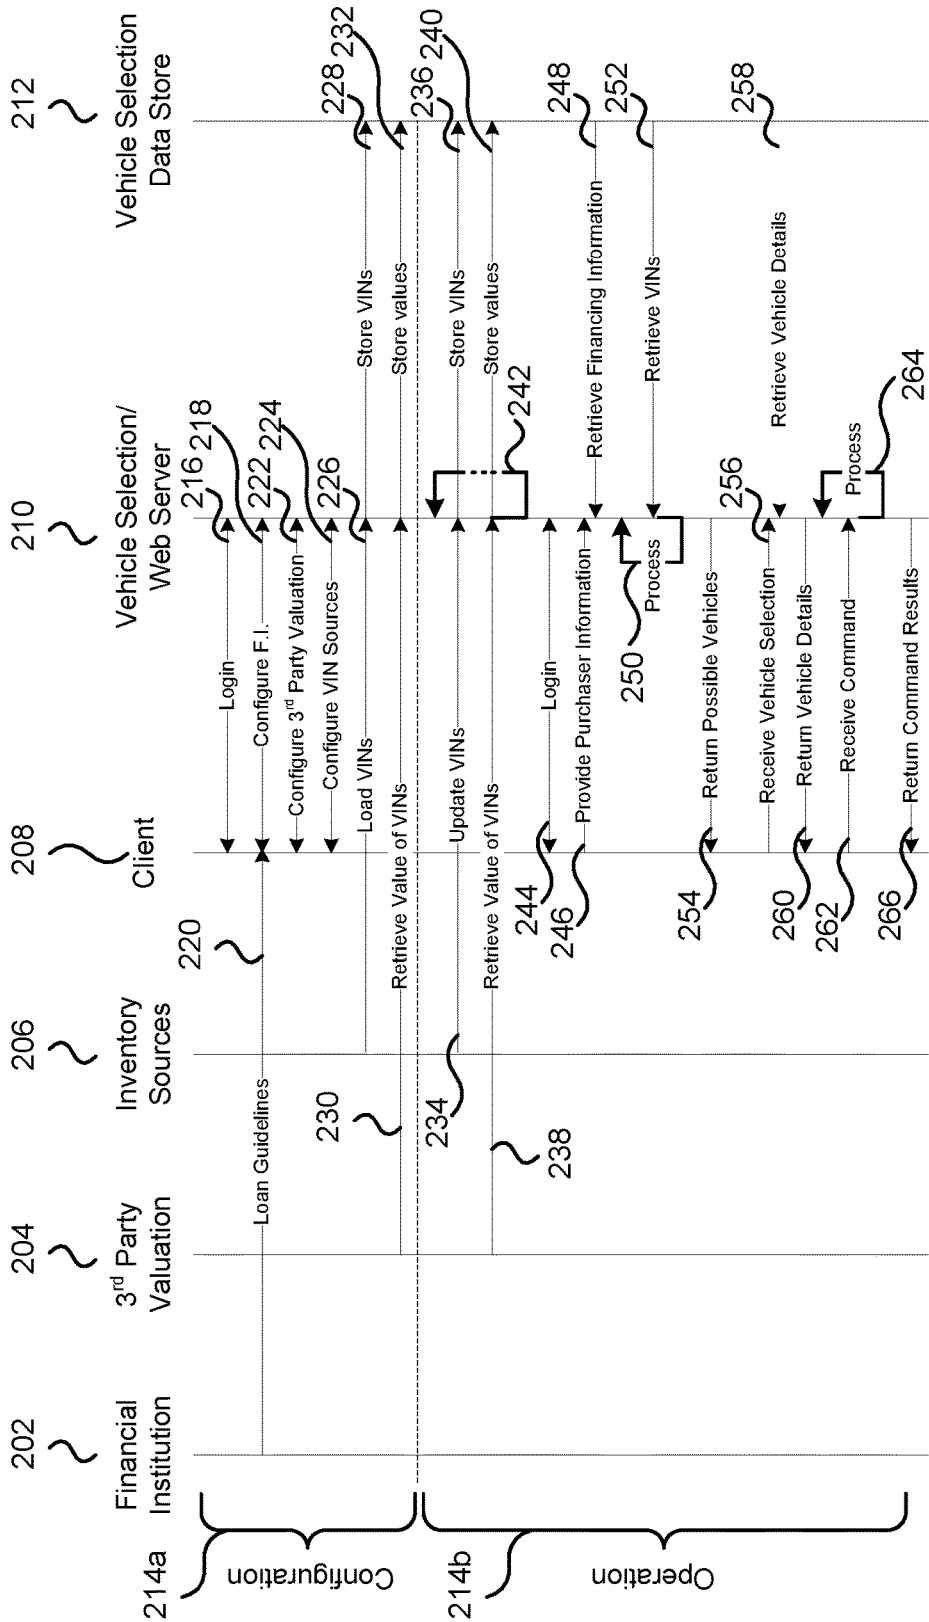 202
204
206
208
210
212
Financial
Institution
3rd Party
Valuation
Inventory
Sources
Client
Vehicle Selection/
Web Server
Vehicle Selection
Data Store
214a
Configuration
Login
216
Configure F.I.
218
Loan Guidelines
220
Configure 3rd Party Valuation
222
Configure VIN Sources
224
Load VINs
226
Store VINs
228
Retrieve Value of VINs
230
Store values
232
214b
Operation
Update VINs
234
Store VINs
236
Retrieve Value of VINs
238
Store values
240
242
Login
244
Provide Purchaser Information
246
Retrieve Financing Information
248
Process
250
Retrieve VINs
252
Return Possible Vehicles
254
Receive Vehicle Selection
256
Retrieve Vehicle Details
258
Return Vehicle Details
260
Receive Command
262
Process
264
Return Command Results
266